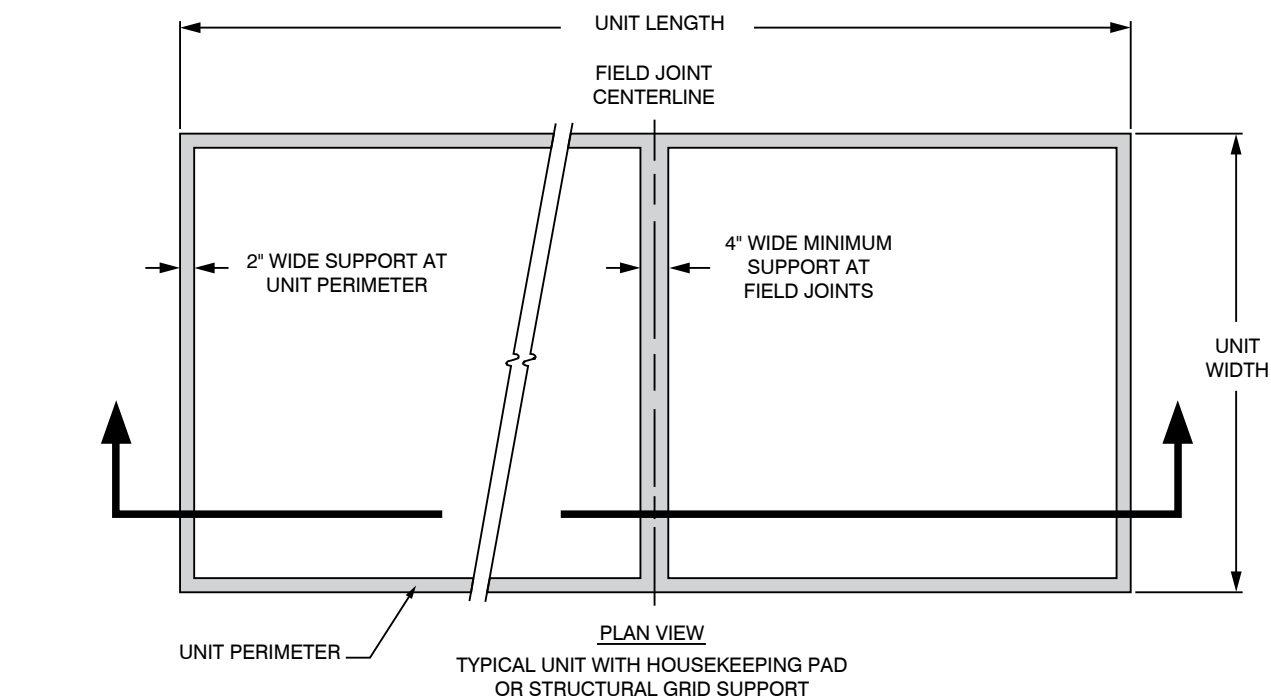 UNIT LENGTH
FIELD JOINT
CENTERLINE
2" WIDE SUPPORT AT
UNIT PERIMETER
4" WIDE MINIMUM
SUPPORT AT
FIELD JOINTS
UNIT
WIDTH
UNIT PERIMETER
PLAN VIEW
TYPICAL UNIT WITH HOUSEKEEPING PAD
OR STRUCTURAL GRID SUPPORT